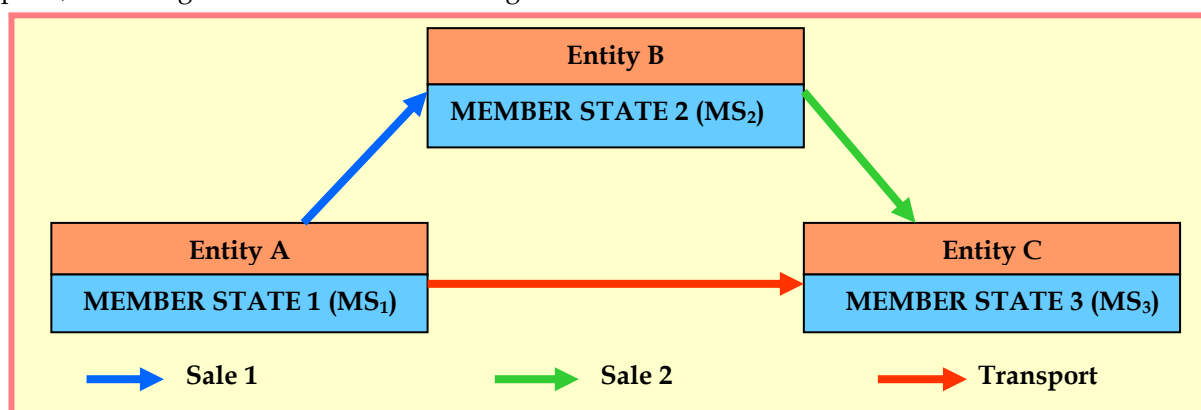 Entity B
MEMBER STATE 2 (MS₂)
Entity A
MEMBER STATE 1 (MS₁)
Entity C
MEMBER STATE 3 (MS₃)
Sale 1
Sale 2
Transport